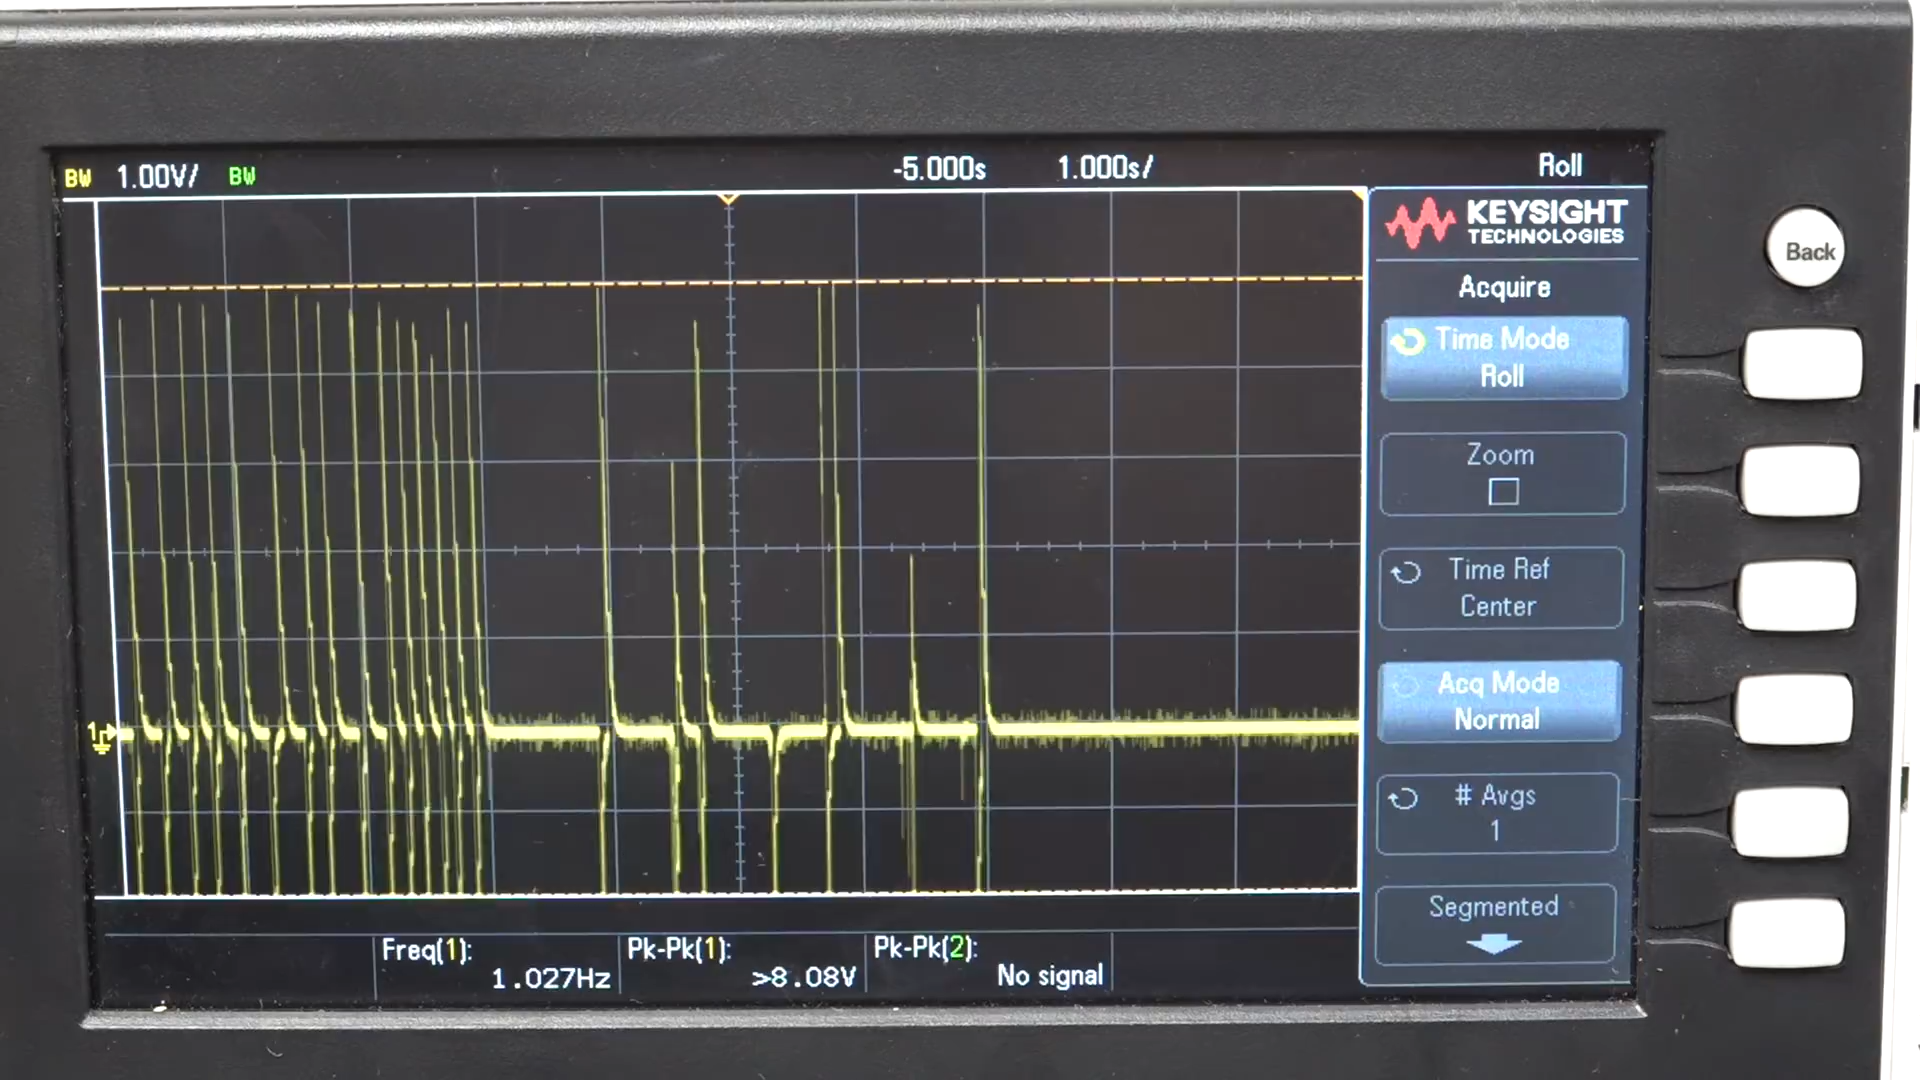 BW 1.00V/ BW -5.000s 1.000s/ Roll
KEYSIGHT
TECHNOLOGIES
Back
Acquire
Time Mode
Roll
Zoom
Time Ref
Center
Acq Mode
Normal
# Avgs
1
Segmented
1
Freq(1):
1.027Hz
Pk-Pk(1):
>8.08V
Pk-Pk(2):
No signal